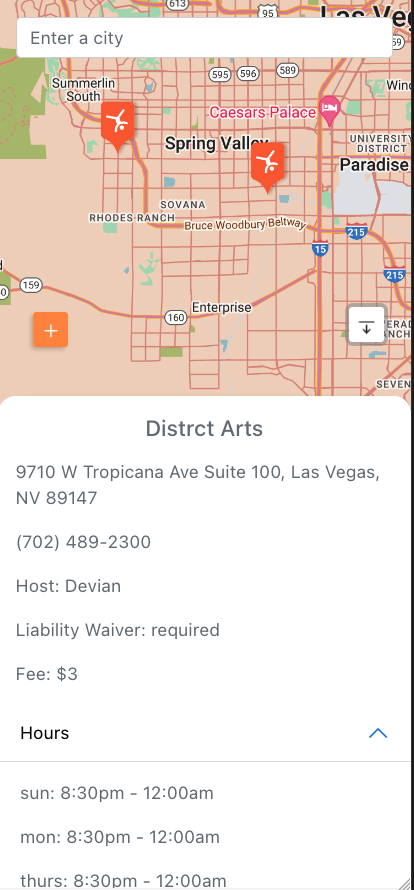 613
95
Las Veg
Enter a city
595
596
589
Summerlin
South
Caesars Palace
Spring Valley
UNIVERSITY
DISTRICT
Paradise
SOVANA
RHODES RANCH
Bruce Woodbury Beltway
215
15
215
159
Enterprise
160
+
SEVEN
Distrct Arts
9710 W Tropicana Ave Suite 100, Las Vegas,
NV 89147
(702) 489-2300
Host: Devian
Liability Waiver: required
Fee: $3
Hours
sun: 8:30pm - 12:00am
mon: 8:30pm - 12:00am
thurs: 8:30pm - 12:00am